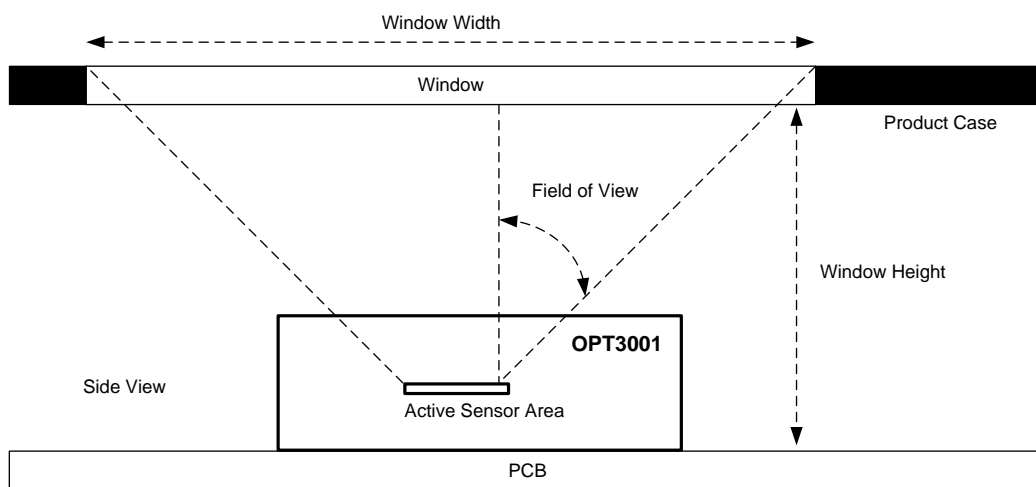 Window Width
Window
Product Case
Field of View
Window Height
OPT3001
Side View
Active Sensor Area
PCB